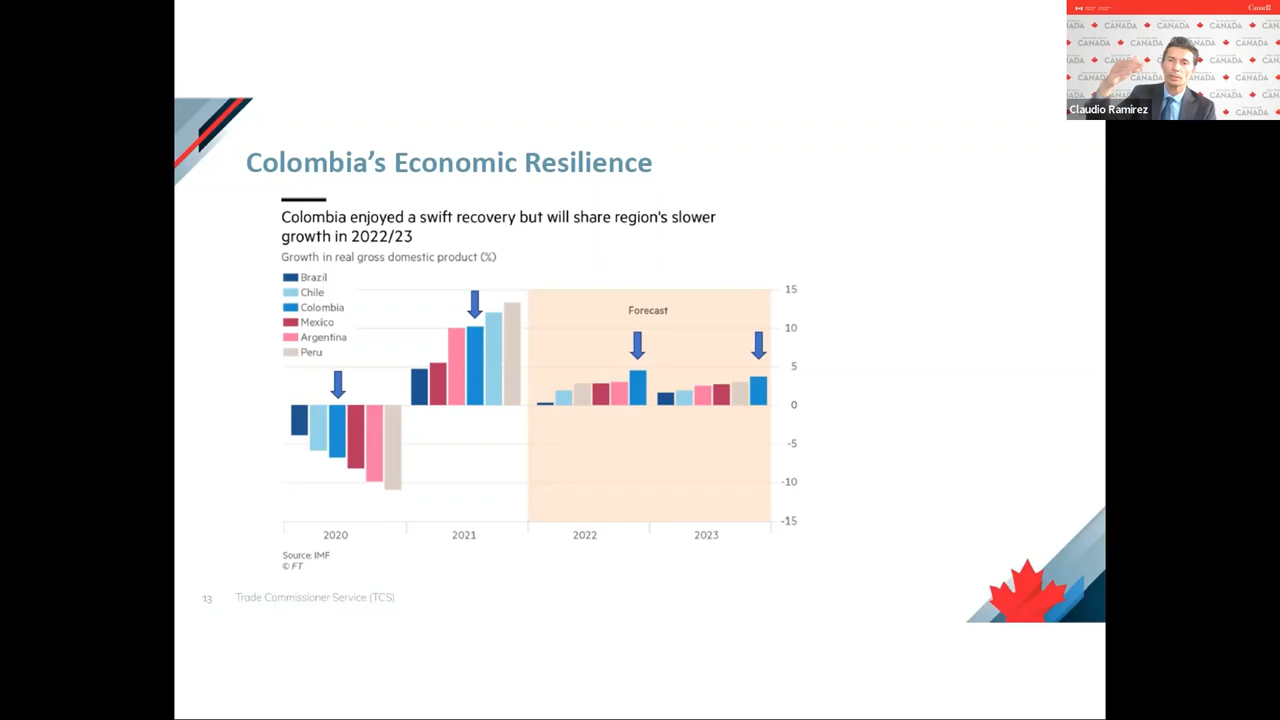 Canada
CANADA
Claudio Ramirez
Colombia's Economic Resilience
Colombia enjoyed a swift recovery but will share region's slower
growth in 2022/23
Growth in real gross domestic product (%)
Brazil
Chile
Colombia
Mexico
Argentina
Peru
Forecast
15
10
5
0
-5
-10
-15
2020
2021
2022
2023
Source: IMF
© FT
13 Trade Commissioner Service (TCS)